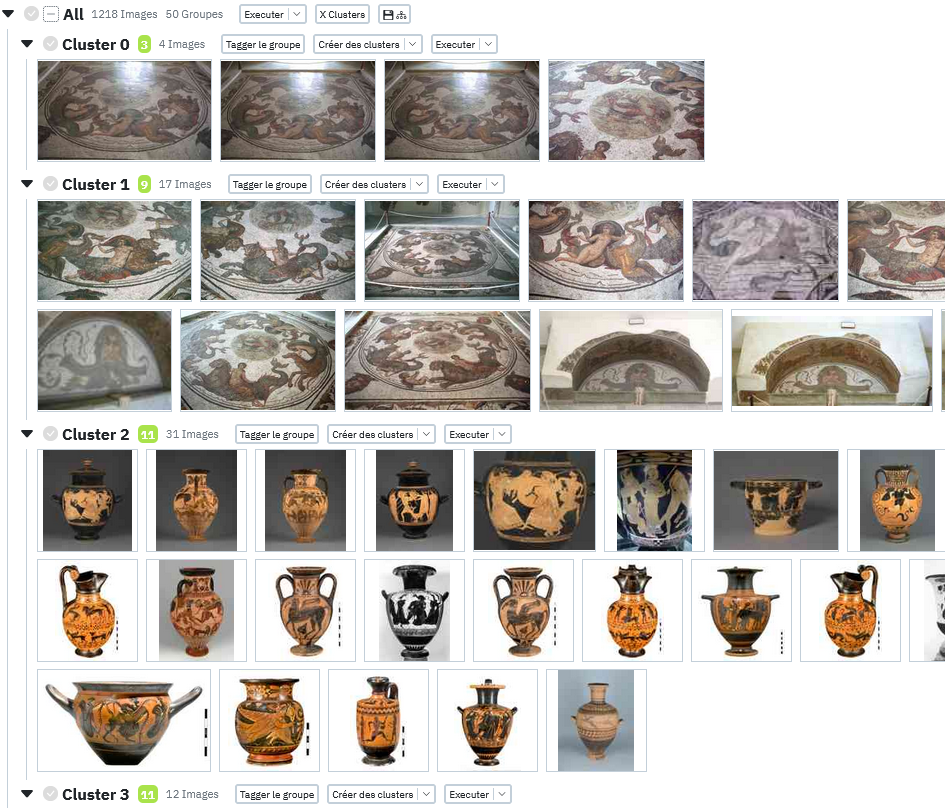 All 1218 Images 50 Groupes Executer X Clusters
Cluster 0 3 4 Images Tagger le groupe Créer des clusters Executer
Cluster 1 9 17 Images Tagger le groupe Créer des clusters Executer
Cluster 2 11 31 Images Tagger le groupe Créer des clusters Executer
Cluster 3 11 12 Images Tagger le groupe Créer des clusters Executer